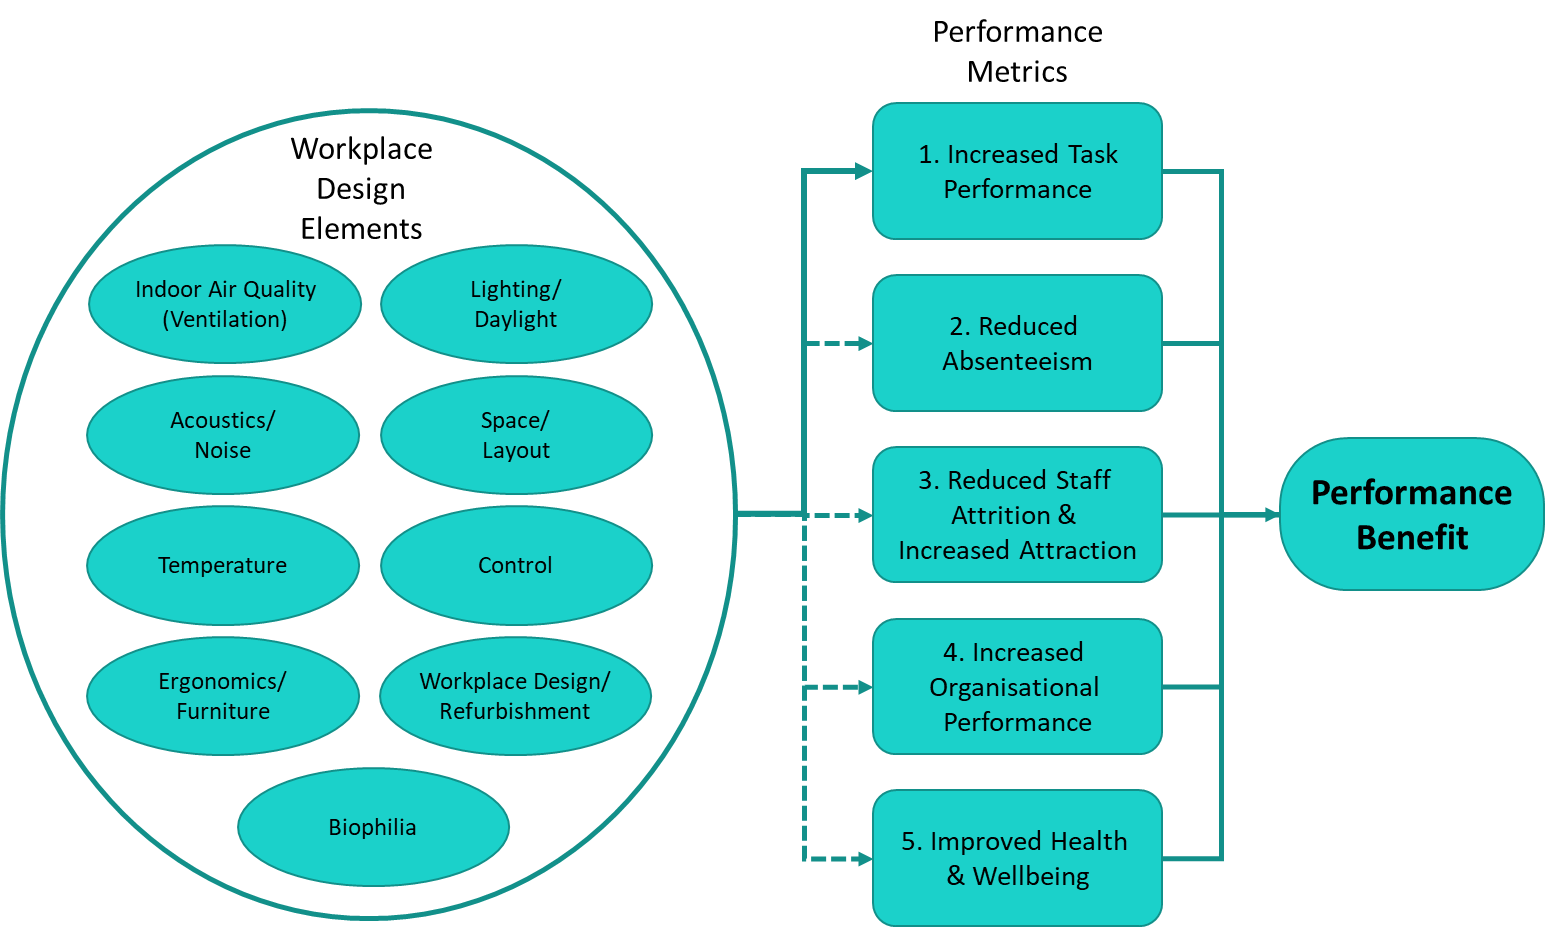 Workplace
Design
Elements
Indoor Air Quality
(Ventilation)
Lighting/
Daylight
Acoustics/
Noise
Space/
Layout
Temperature
Control
Ergonomics/
Furniture
Workplace Design/
Refurbishment
Biophilia
Performance
Metrics
1. Increased Task
Performance
2. Reduced
Absenteeism
3. Reduced Staff
Attrition &
Increased Attraction
4. Increased
Organisational
Performance
5. Improved Health
& Wellbeing
Performance
Benefit